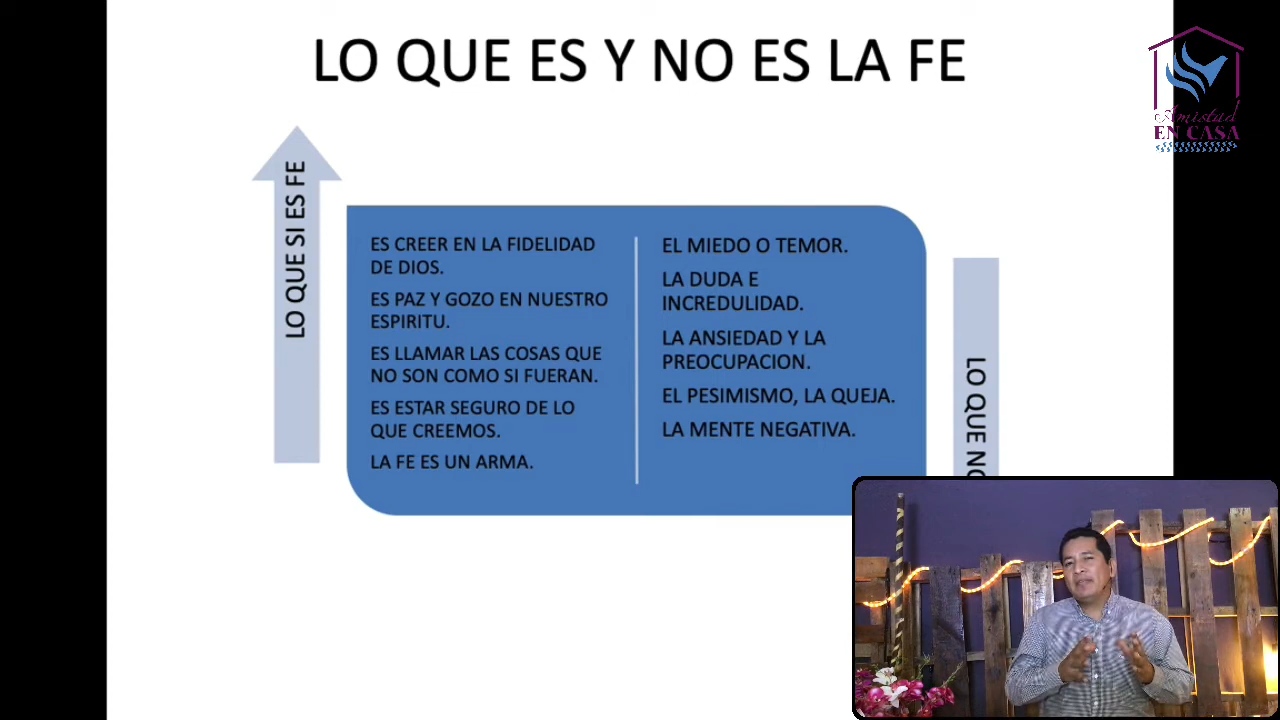 LO QUE ES Y NO ES LA FE
Amistad
EN CASA
LO QUE SI ES FE
ES CREER EN LA FIDELIDAD
DE DIOS.
ES PAZ Y GOZO EN NUESTRO
ESPIRITU.
ES LLAMAR LAS COSAS QUE
NO SON COMO SI FUERAN.
ES ESTAR SEGURO DE LO
QUE CREEMOS.
LA FE ES UN ARMA.
EL MIEDO O TEMOR.
LA DUDA E
INCREDULIDAD.
LA ANSIEDAD Y LA
PREOCUPACION.
EL PESIMISMO, LA QUEJA.
LA MENTE NEGATIVA.
LO QUE NO